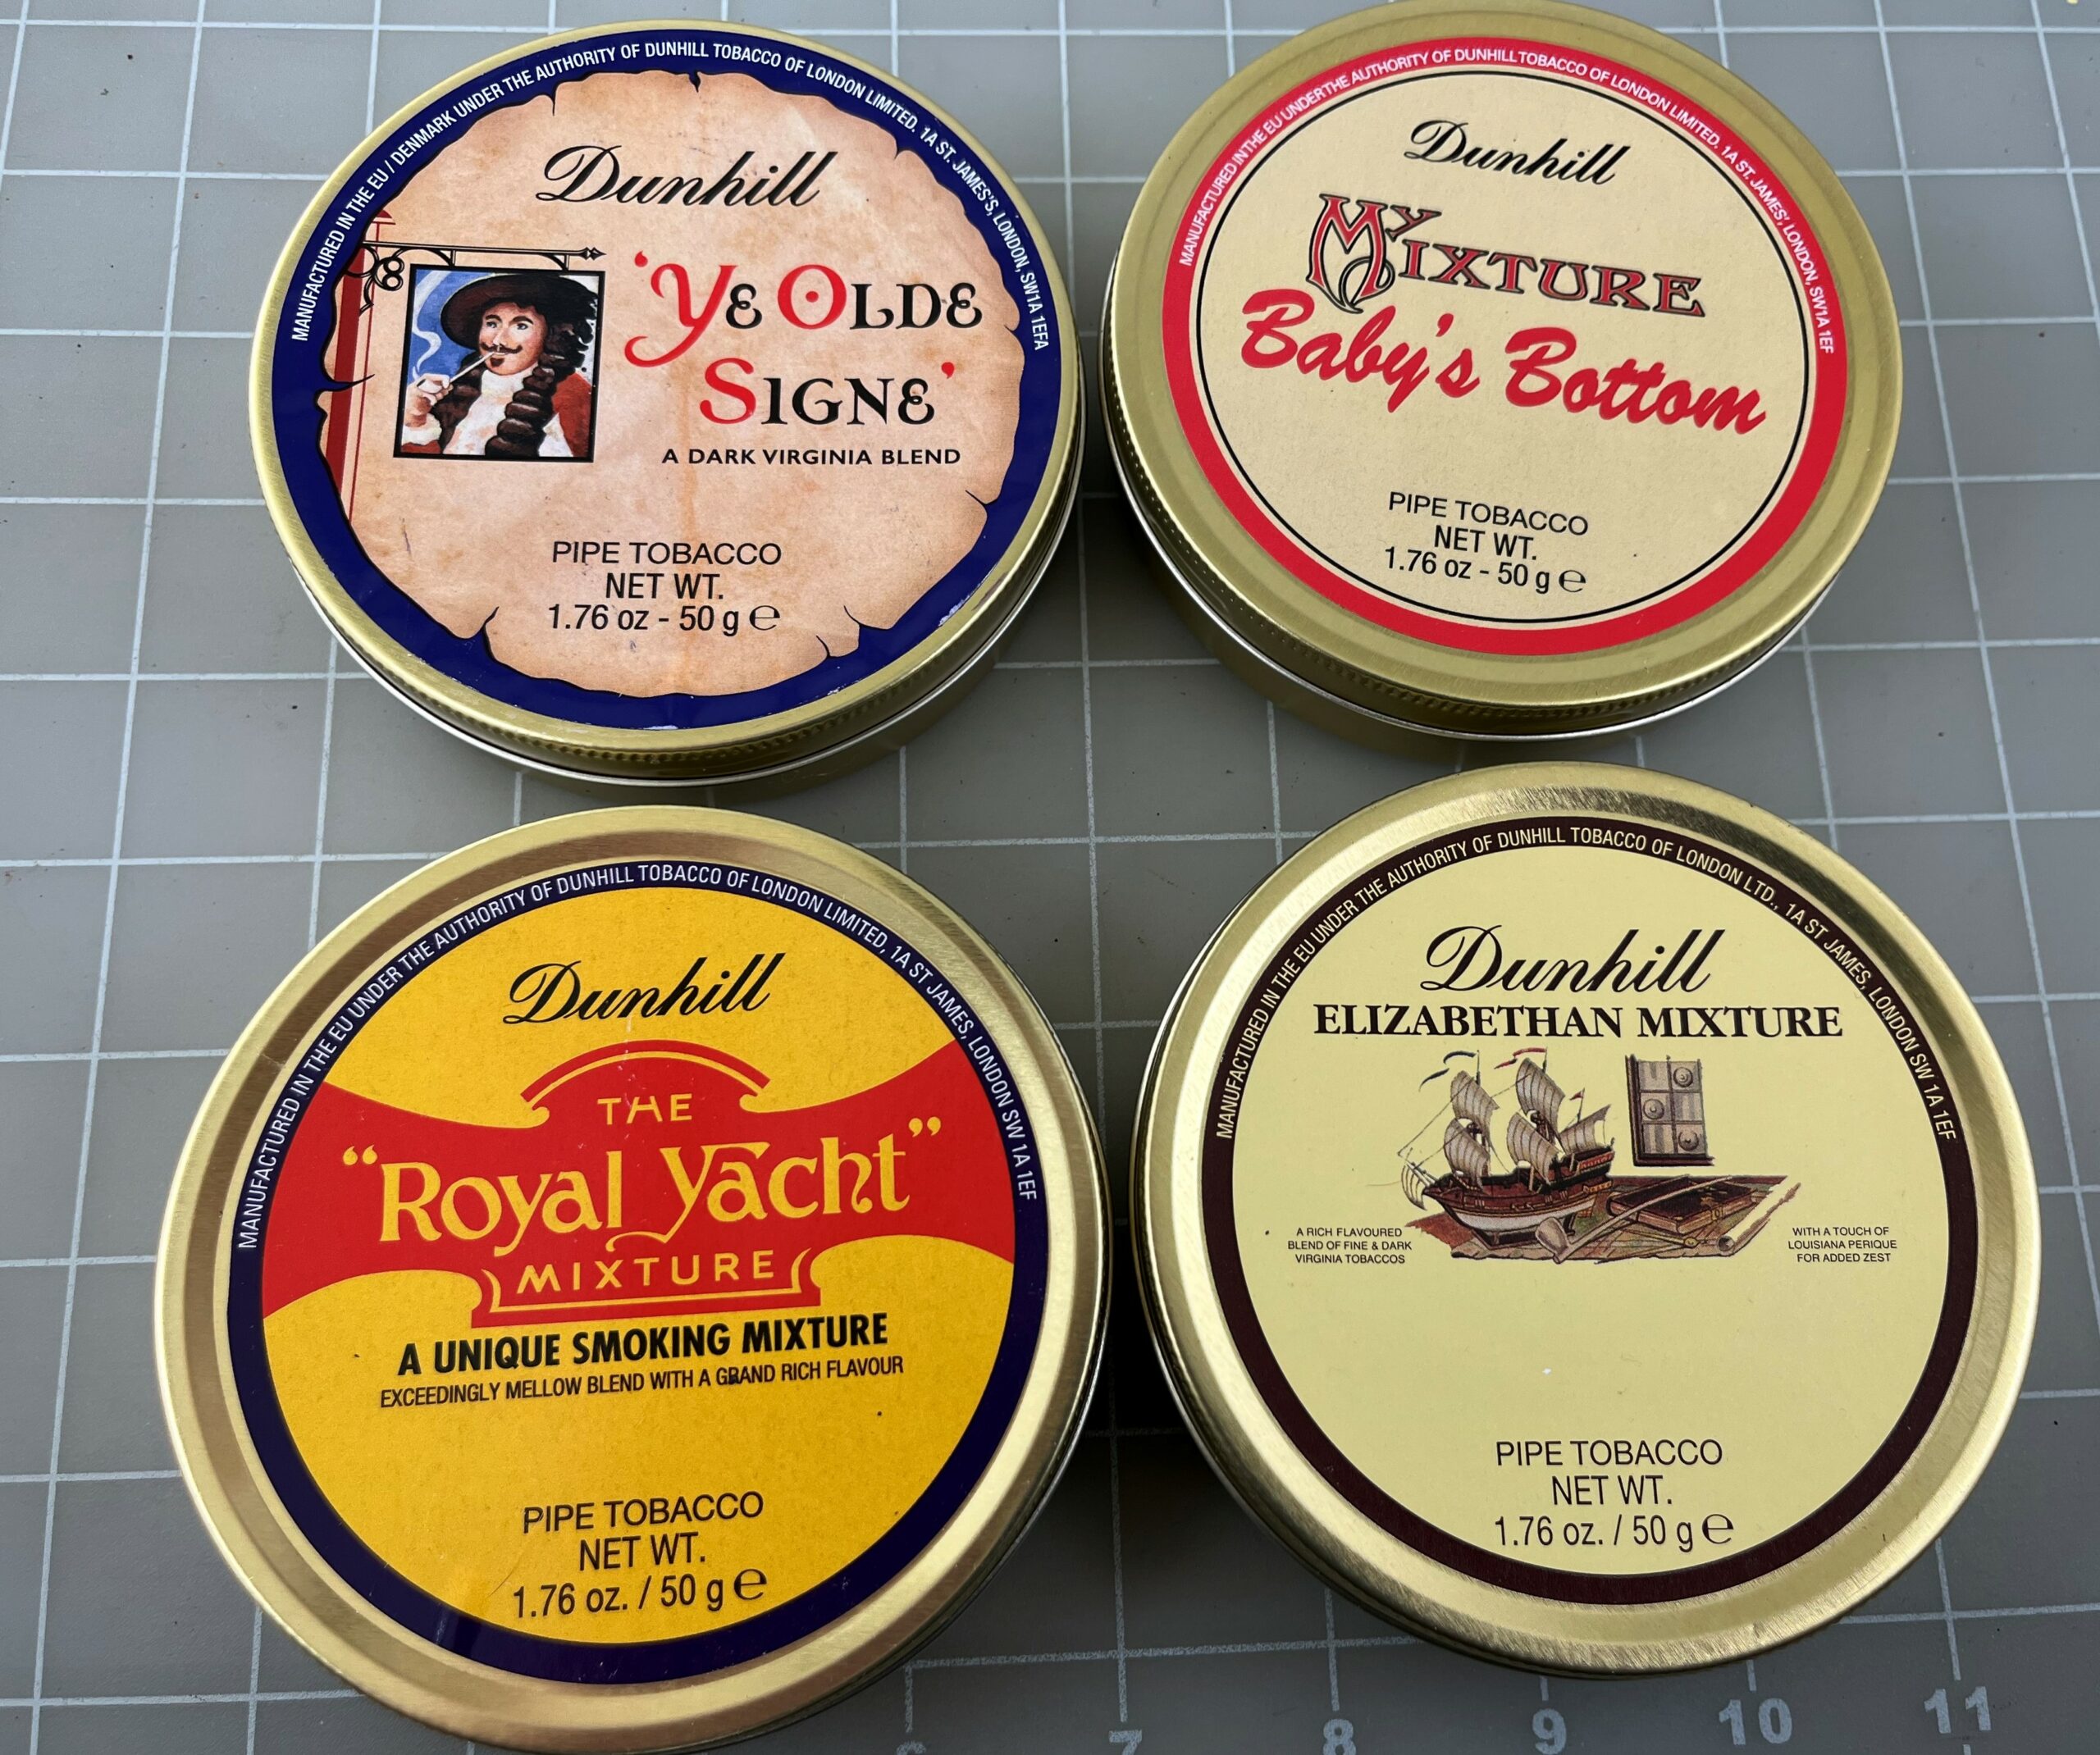 MANUFACTURED IN THE EU / DENMARK UNDER THE AUTHORITY OF DUNHILL TOBACCO OF LONDON LIMITED. 1A ST. JAMES'S, LONDON, SW1A 1EFA
Dunhill
'YE OLDE
SIGNE'
A DARK VIRGINIA BLEND
PIPE TOBACCO
NET WT.
1.76 oz - 50 g ℮
MANUFACTURED IN THE EU UNDER THE AUTHORITY OF DUNHILL TOBACCO OF LONDON LIMITED. 1A ST. JAMES', LONDON, SW1A 1EF
Dunhill
MY MIXTURE
Baby's Bottom
PIPE TOBACCO
NET WT.
1.76 oz - 50 g ℮
MANUFACTURED IN THE EU UNDER THE AUTHORITY OF DUNHILL TOBACCO OF LONDON LIMITED, 1A ST JAMES, LONDON SW 1A 1EF
Dunhill
THE
"Royal Yacht"
MIXTURE
A UNIQUE SMOKING MIXTURE
EXCEEDINGLY MELLOW BLEND WITH A GRAND RICH FLAVOUR
PIPE TOBACCO
NET WT.
1.76 oz. / 50 g ℮
MANUFACTURED IN THE EU UNDER THE AUTHORITY OF DUNHILL TOBACCO OF LONDON LTD., 1A ST JAMES, LONDON SW 1A 1EF
Dunhill
ELIZABETHAN MIXTURE
A RICH FLAVOURED
BLEND OF FINE & DARK
VIRGINIA TOBACCOS
WITH A TOUCH OF
LOUISIANA PERIQUE
FOR ADDED ZEST
PIPE TOBACCO
NET WT.
1.76 oz. / 50 g ℮
6 7 8 9 10 11